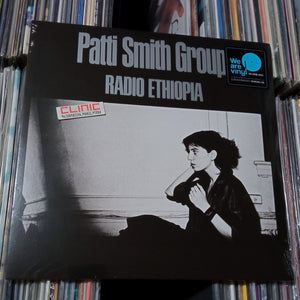 Patti Smith Group
RADIO ETHIOPIA
We are
vinyl
CLINIC